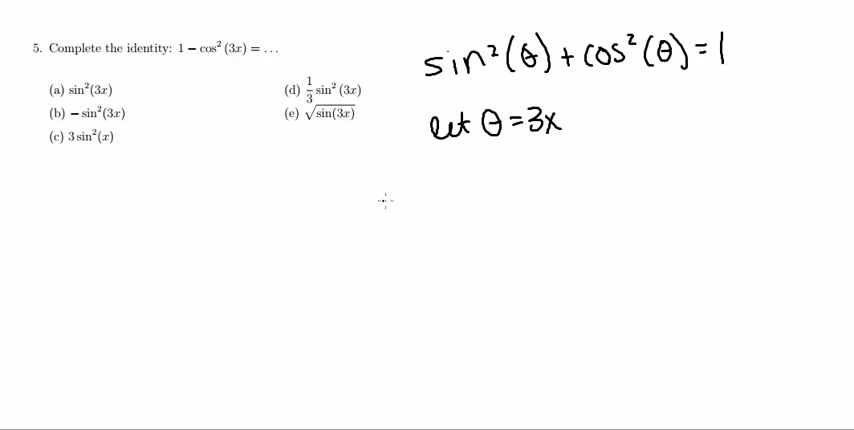 5. Complete the identity: 1 − cos² (3x) = ...
(a) sin²(3x)
(b) − sin²(3x)
(c) 3 sin²(x)
(d) 1/3 sin² (3x)
(e) √sin(3x)
sin²(θ) + cos²(θ) = 1
let θ = 3x